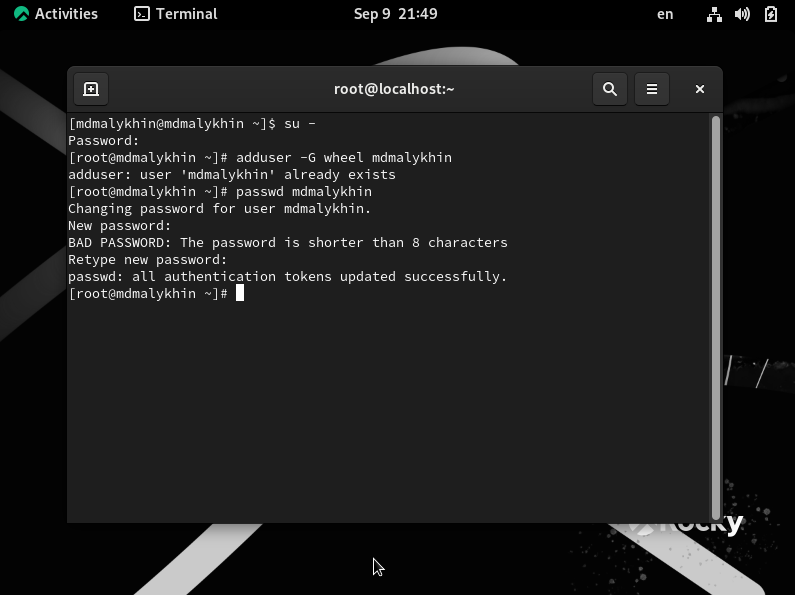 Activities Terminal Sep 9 21:49 en
root@localhost:~
[mdmalykhin@mdmalykhin ~]$ su -
Password:
[root@mdmalykhin ~]# adduser -G wheel mdmalykhin
adduser: user 'mdmalykhin' already exists
[root@mdmalykhin ~]# passwd mdmalykhin
Changing password for user mdmalykhin.
New password:
BAD PASSWORD: The password is shorter than 8 characters
Retype new password:
passwd: all authentication tokens updated successfully.
[root@mdmalykhin ~]#
Rocky